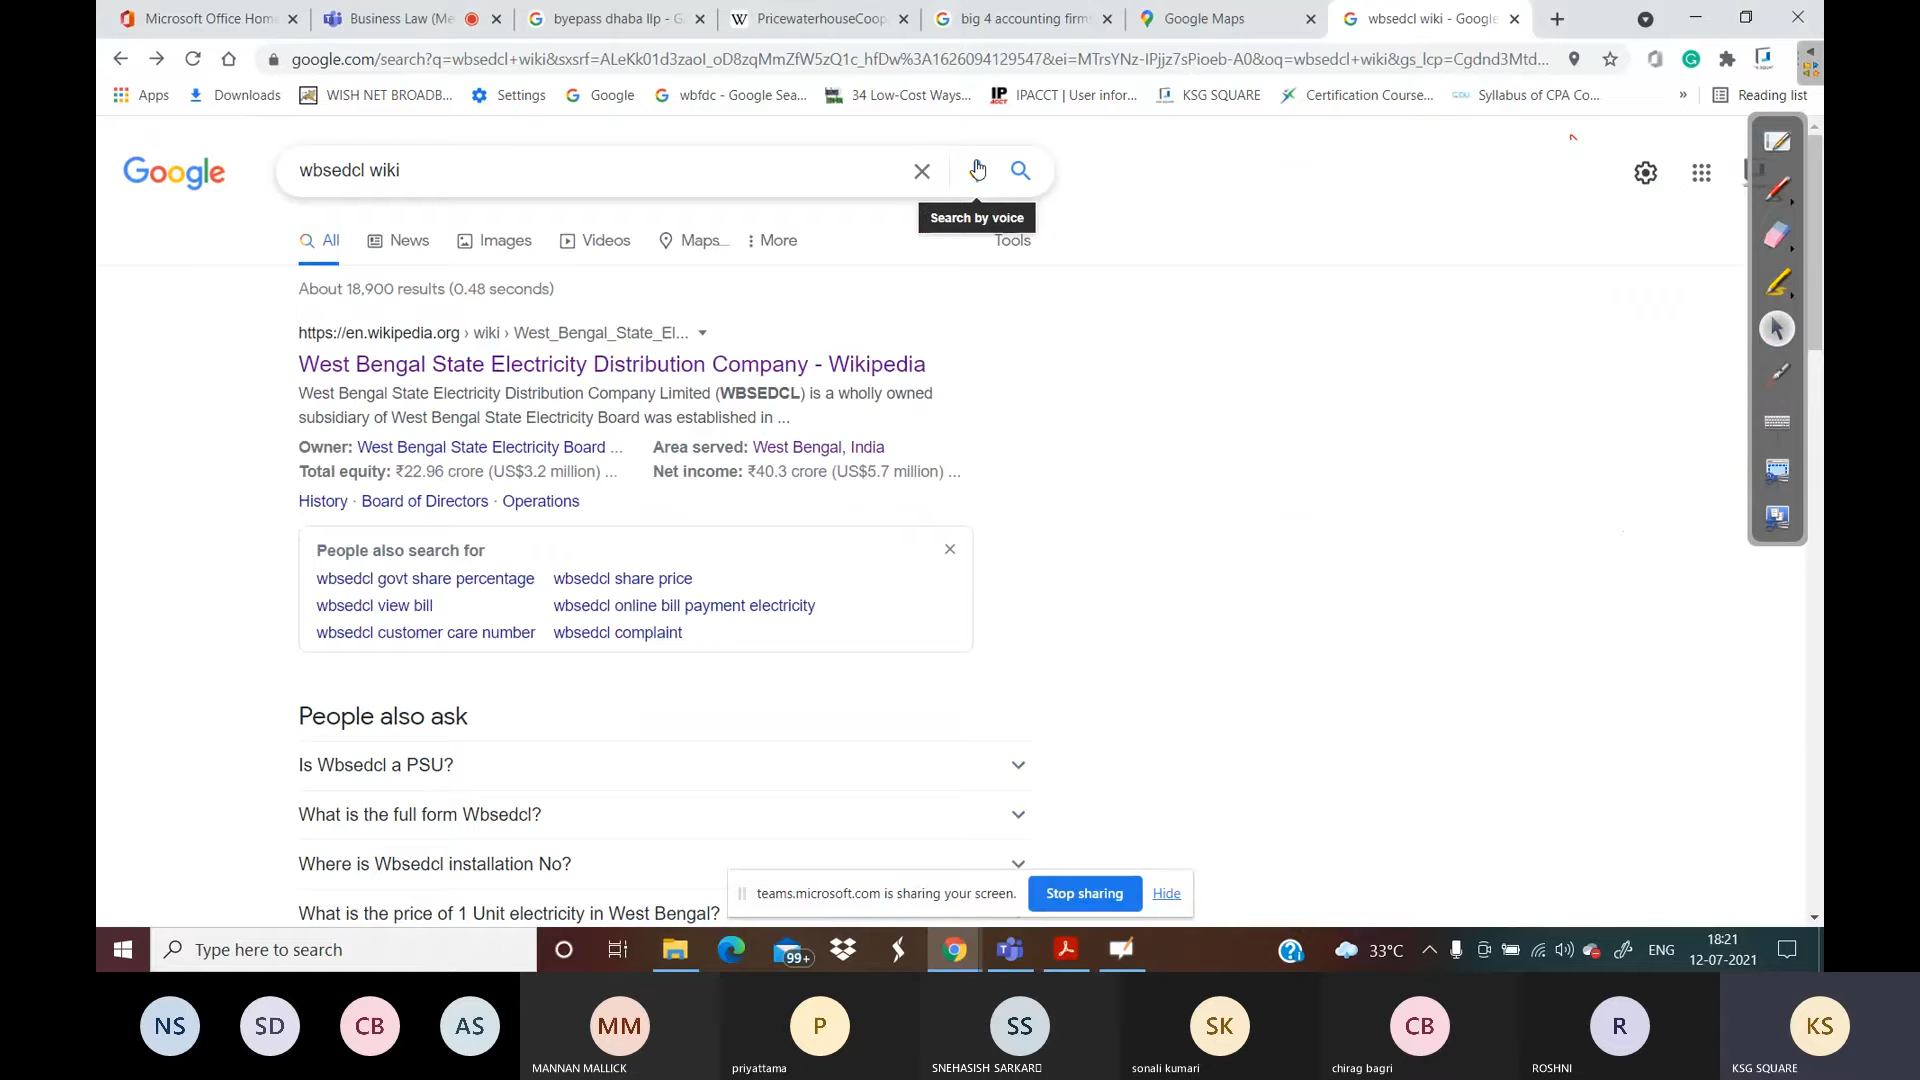 Microsoft Office Home
Business Law (Me
byepass dhaba llp - G
PricewaterhouseCoop
big 4 accounting firm
Google Maps
wbsedcl wiki - Google
google.com/search?q=wbsedcl+wiki&sxsrf=ALeKk01d3zaoI_oD8zqMmZfW5zQ1c_hfDw%3A1626094129547&ei=MTrsYNz-IPjjz7sPioeb-A0&oq=wbsedcl+wiki&gs_lcp=Cgdnd3Mtd...
Apps
Downloads
WISH NET BROADB...
Settings
Google
wbfdc - Google Sea...
34 Low-Cost Ways...
IPACCT | User infor...
KSG SQUARE
Certification Course...
Syllabus of CPA Co...
»
Reading list
Google
wbsedcl wiki
Search by voice
All
News
Images
Videos
Maps
More
Tools
About 18,900 results (0.48 seconds)
https://en.wikipedia.org › wiki › West_Bengal_State_El...
West Bengal State Electricity Distribution Company - Wikipedia
West Bengal State Electricity Distribution Company Limited (WBSEDCL) is a wholly owned
subsidiary of West Bengal State Electricity Board was established in ...
Owner: West Bengal State Electricity Board ... Area served: West Bengal, India
Total equity: ₹22.96 crore (US$3.2 million) ... Net income: ₹40.3 crore (US$5.7 million) ...
History · Board of Directors · Operations
People also search for
wbsedcl govt share percentage wbsedcl share price
wbsedcl view bill wbsedcl online bill payment electricity
wbsedcl customer care number wbsedcl complaint
People also ask
Is Wbsedcl a PSU?
What is the full form Wbsedcl?
Where is Wbsedcl installation No?
What is the price of 1 Unit electricity in West Bengal?
teams.microsoft.com is sharing your screen.
Stop sharing
Hide
Type here to search
99+
33°C
ENG
18:21
12-07-2021
NS
SD
CB
AS
MM
P
SS
SK
CB
R
KS
MANNAN MALLICK
priyattama
SNEHASISH SARKAR
sonali kumari
chirag bagri
ROSHNI
KSG SQUARE